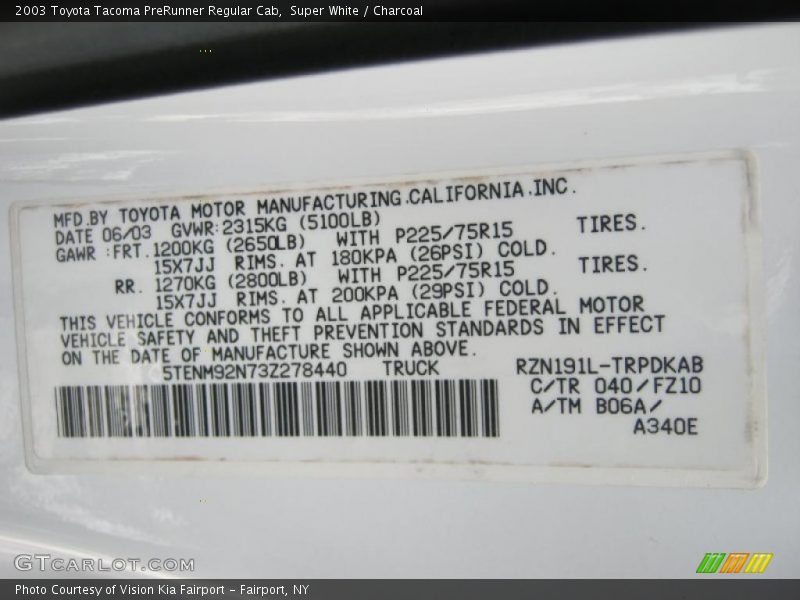 2003 Toyota Tacoma PreRunner Regular Cab,  Super White / Charcoal
MFD.BY TOYOTA MOTOR MANUFACTURING.CALIFORNIA.INC.
DATE 06/03 GVWR:2315KG (5100LB)
GAWR :FRT.1200KG (2650LB) WITH P225/75R15 TIRES.
15X7JJ RIMS. AT 180KPA (26PSI) COLD.
RR. 1270KG (2800LB) WITH P225/75R15 TIRES.
15X7JJ RIMS. AT 200KPA (29PSI) COLD.
THIS VEHICLE CONFORMS TO ALL APPLICABLE FEDERAL MOTOR
VEHICLE SAFETY AND THEFT PREVENTION STANDARDS IN EFFECT
ON THE DATE OF MANUFACTURE SHOWN ABOVE.
5TENM92N73Z278440 TRUCK RZN191L-TRPDKAB
C/TR 040/FZ10
A/TM B06A/
A340E
GTCARLOT.COM
Photo Courtesy of Vision Kia Fairport - Fairport, NY